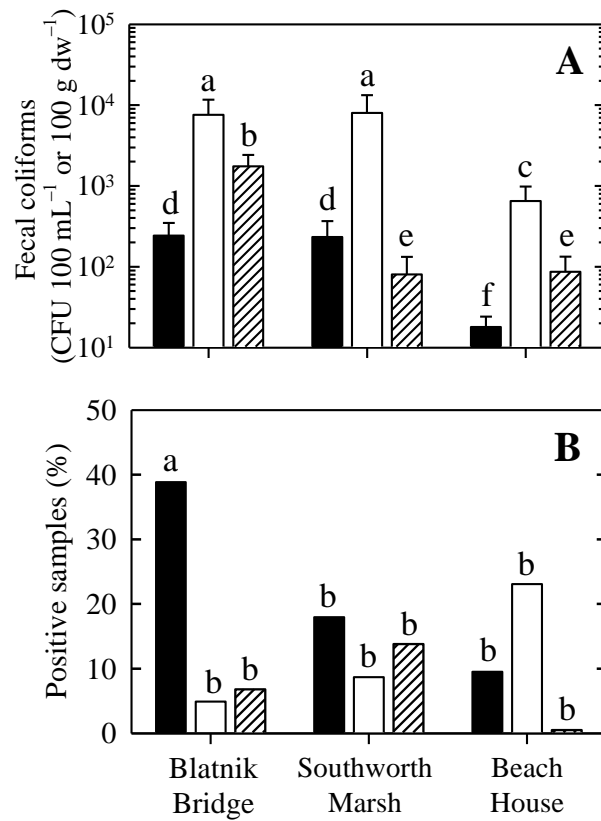 A
Fecal coliforms
(CFU 100 mL⁻¹ or 100 g dw⁻¹)
10⁵
10⁴
10³
10²
10¹
d a b
d a e
f c e
B
Positive samples (%)
50
40
30
20
10
0
a b b
b b b
b b b
Blatnik Southworth Beach
Bridge Marsh House